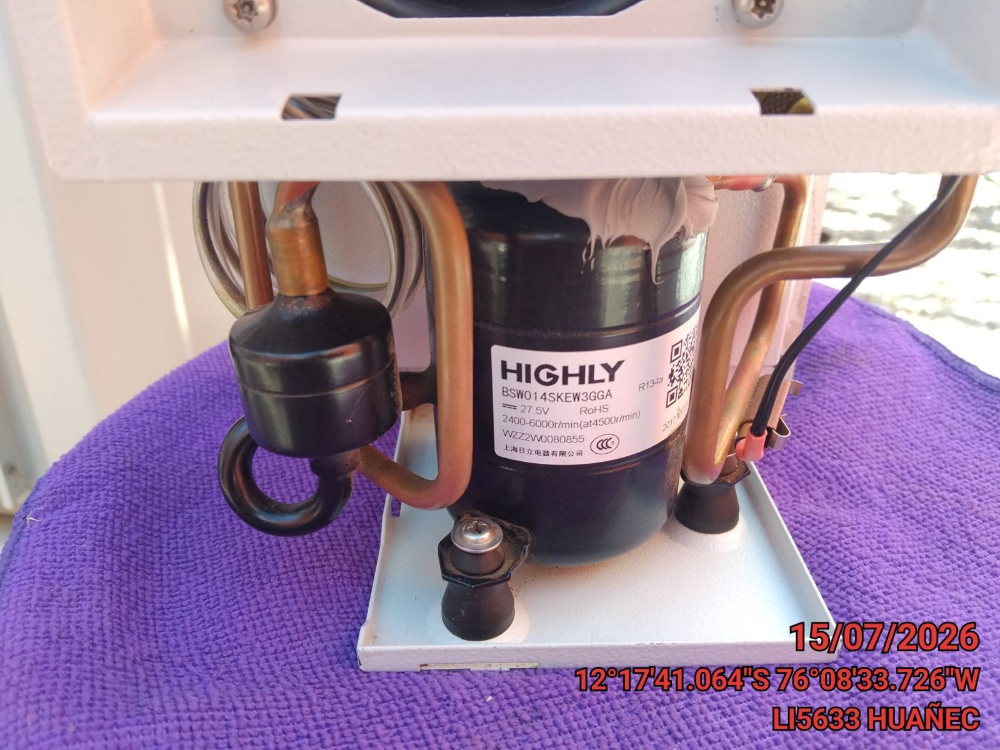 HIGHLY
BSW014SKEW3GGA R134a
⎓ 27.5V RoHS
2400-6000r/min(at4500r/min)
WZZ2W0080855 CCC S
上海日立电器有限公司
15/07/2026
12°17'41.064"S 76°08'33.726"W
LI5633 HUAÑEC